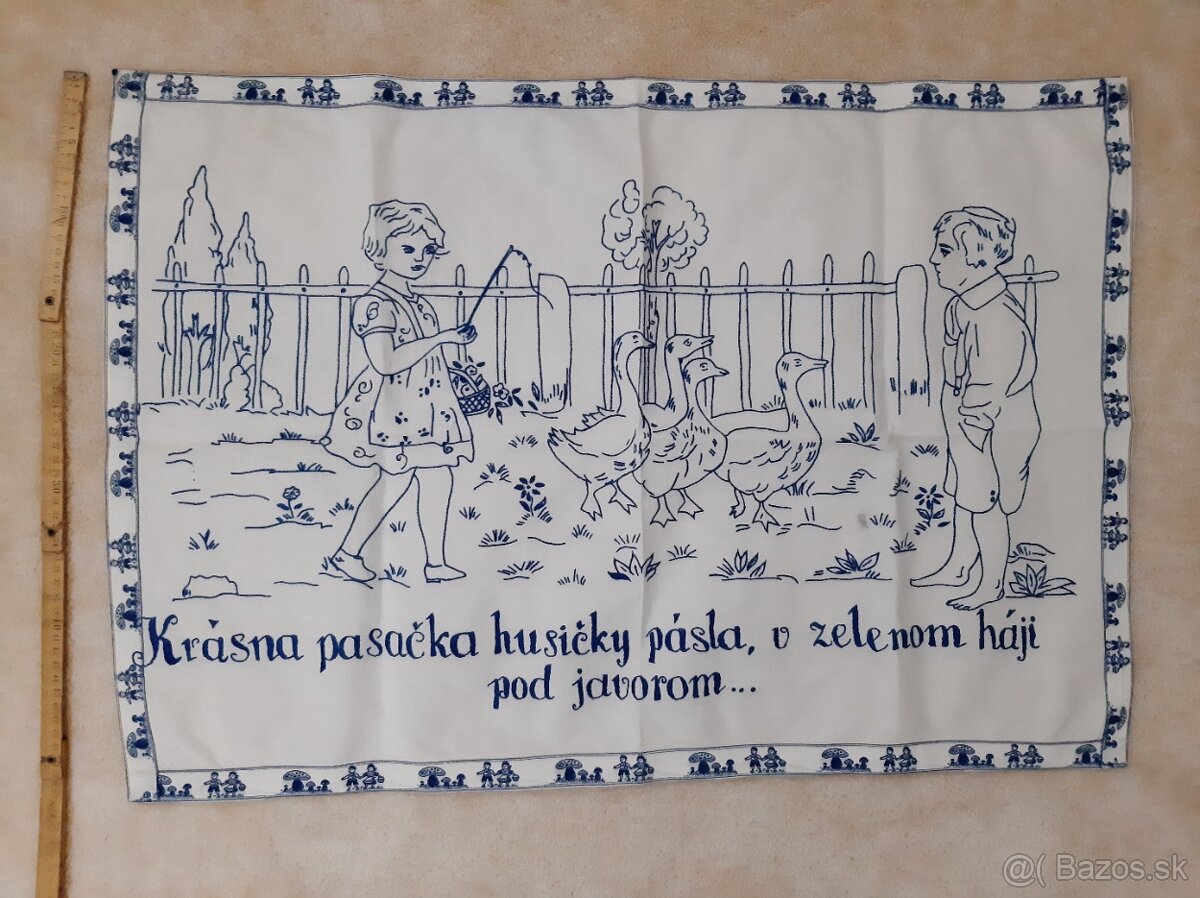 Krásna pasačka husičky pásla, v zelenom háji
pod javorom...
@( Bazos.sk